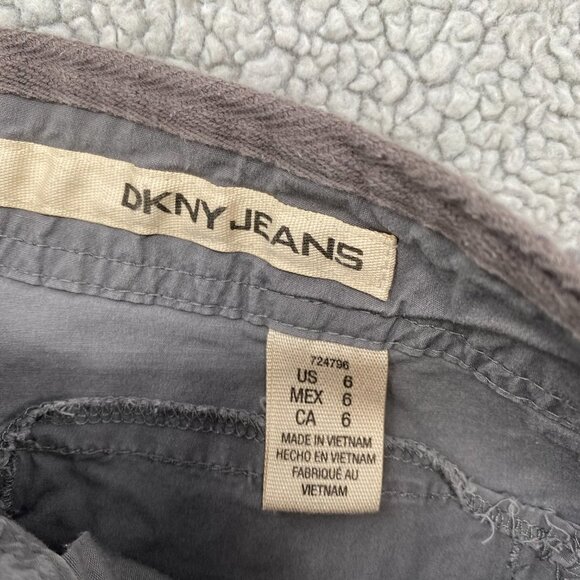 DKNY JEANS
724796
US 6
MEX 6
CA 6
MADE IN VIETNAM
HECHO EN VIETNAM
FABRIQUÉ AU
VIETNAM